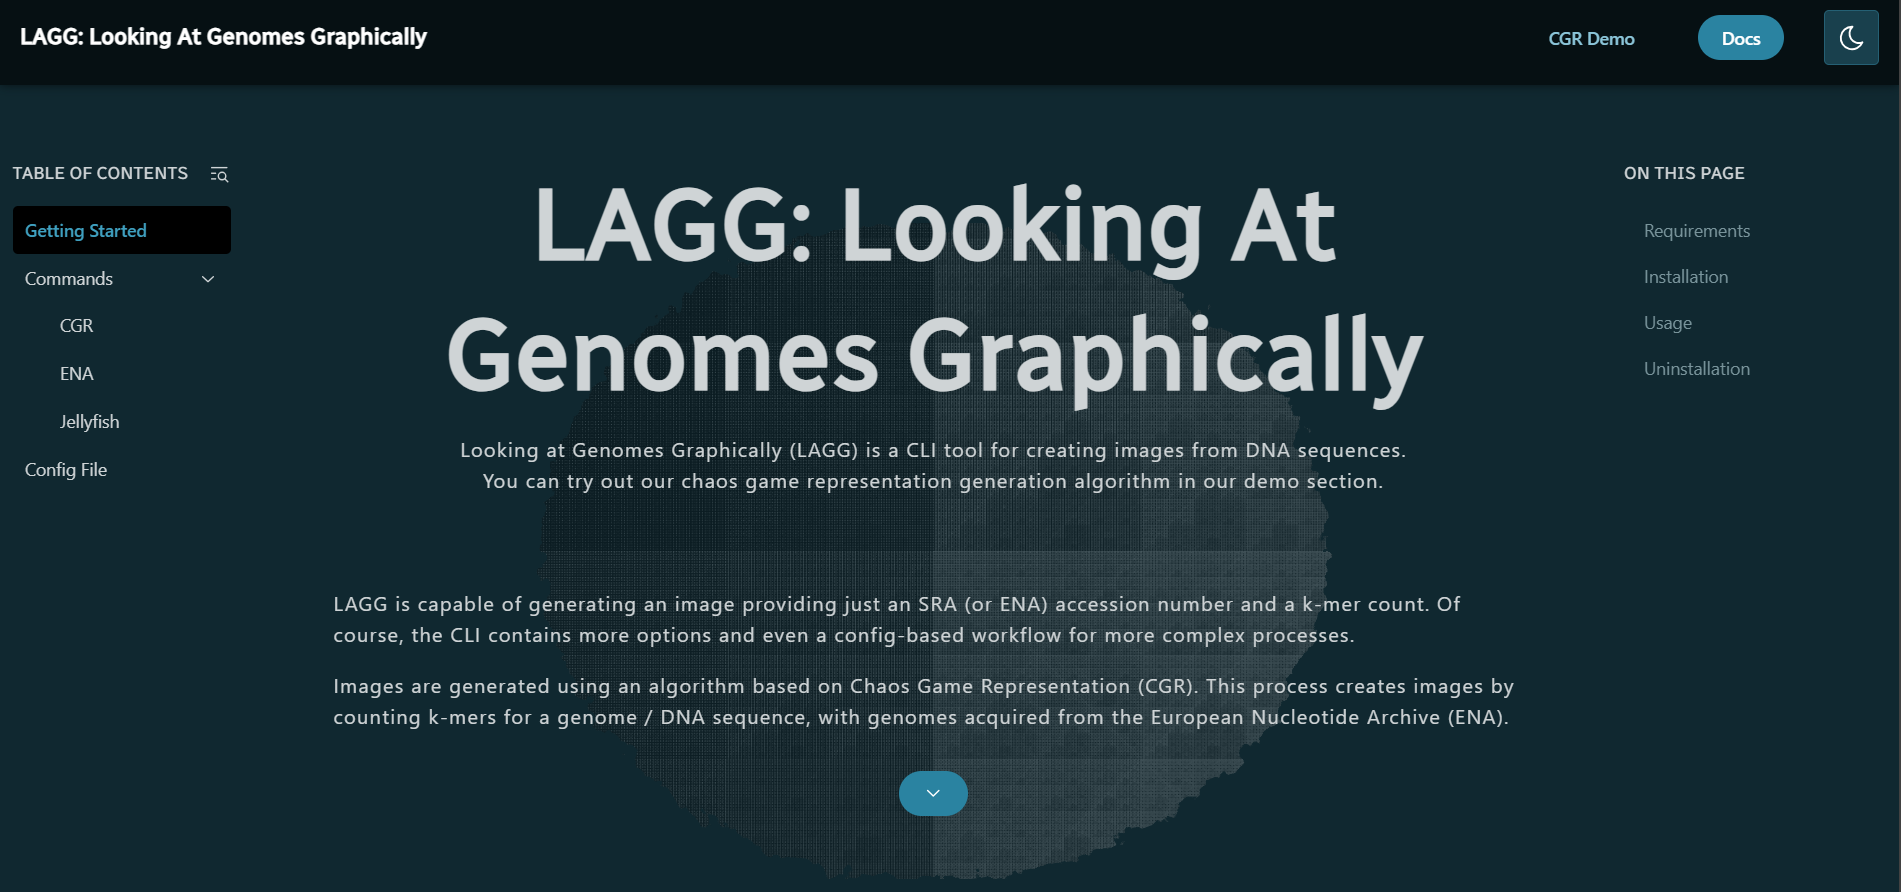 LAGG: Looking At Genomes Graphically
CGR Demo
Docs
TABLE OF CONTENTS
Getting Started
Commands
CGR
ENA
Jellyfish
Config File
LAGG: Looking At
Genomes Graphically
Looking at Genomes Graphically (LAGG) is a CLI tool for creating images from DNA sequences.
You can try out our chaos game representation generation algorithm in our demo section.
LAGG is capable of generating an image providing just an SRA (or ENA) accession number and a k-mer count. Of
course, the CLI contains more options and even a config-based workflow for more complex processes.
Images are generated using an algorithm based on Chaos Game Representation (CGR). This process creates images by
counting k-mers for a genome / DNA sequence, with genomes acquired from the European Nucleotide Archive (ENA).
ON THIS PAGE
Requirements
Installation
Usage
Uninstallation